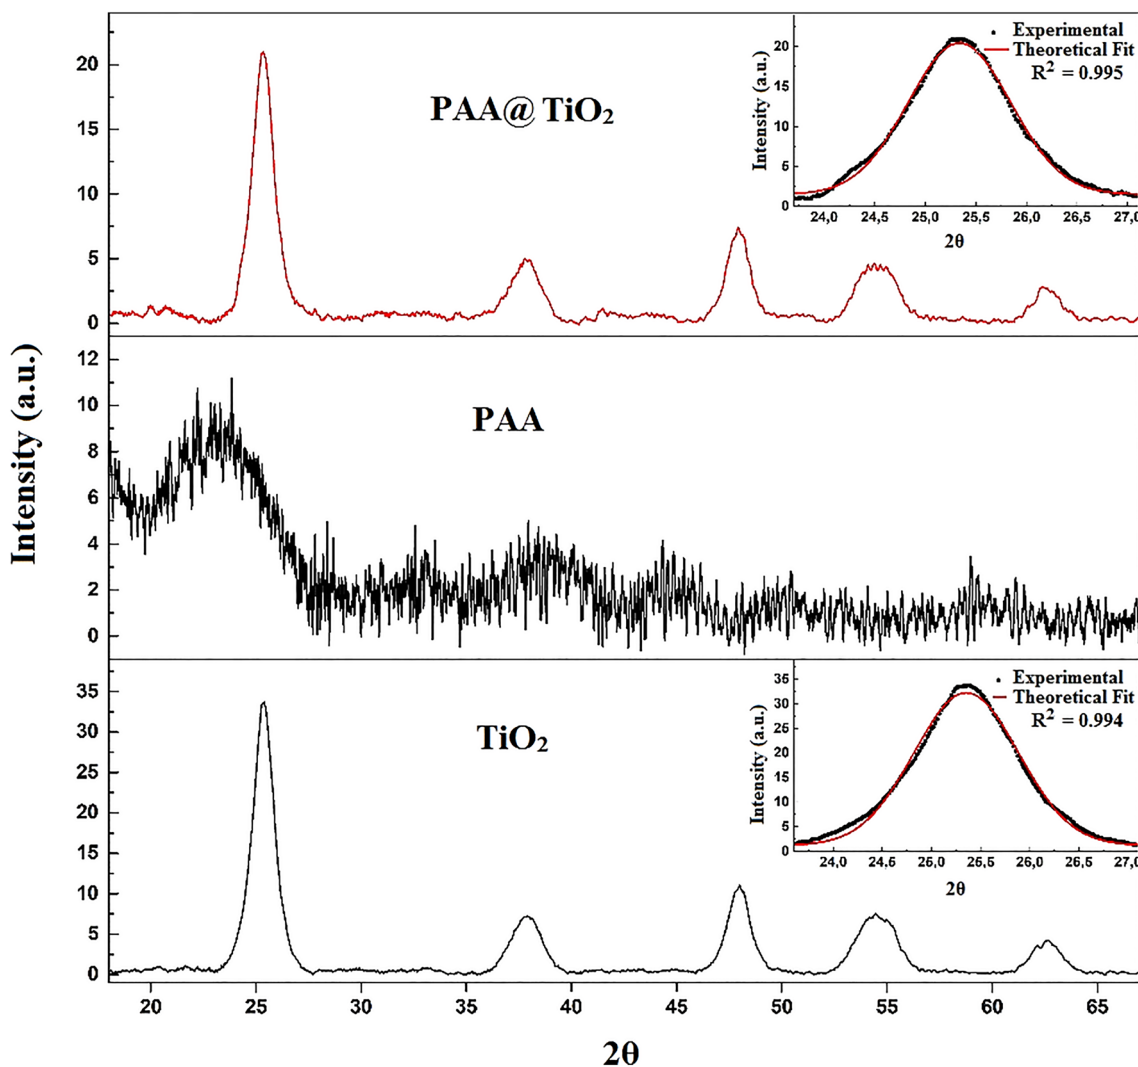 Intensity (a.u.)
20
15
10
5
0
PAA@ TiO₂
Intensity (a.u.)
20
15
10
5
0
Experimental
Theoretical Fit
R² = 0.995
24,0 24,5 25,0 25,5 26,0 26,5 27,0
2θ
12
10
8
6
4
2
0
PAA
35
30
25
20
15
10
5
0
TiO₂
Intensity (a.u.)
35
30
25
20
15
10
5
0
Experimental
Theoretical Fit
R² = 0.994
24,0 24,6 26,0 26,5 26,0 26,5 27,0
2θ
20 25 30 35 40 45 50 55 60 65
2θ